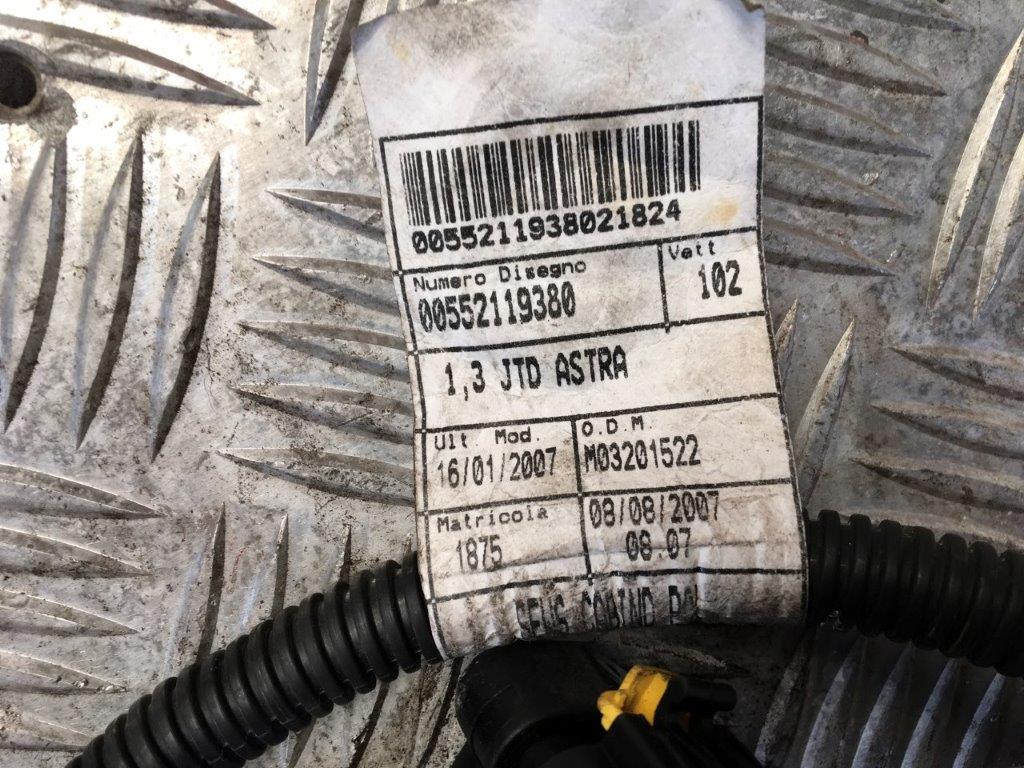 0055211938021824
Numero Disegno
Vett
00552119380
102
1,3 JTD ASTRA
Ult. Mod.
O.D.M.
16/01/2007
M03201522
Matricola
08/08/2007
1875
08.07